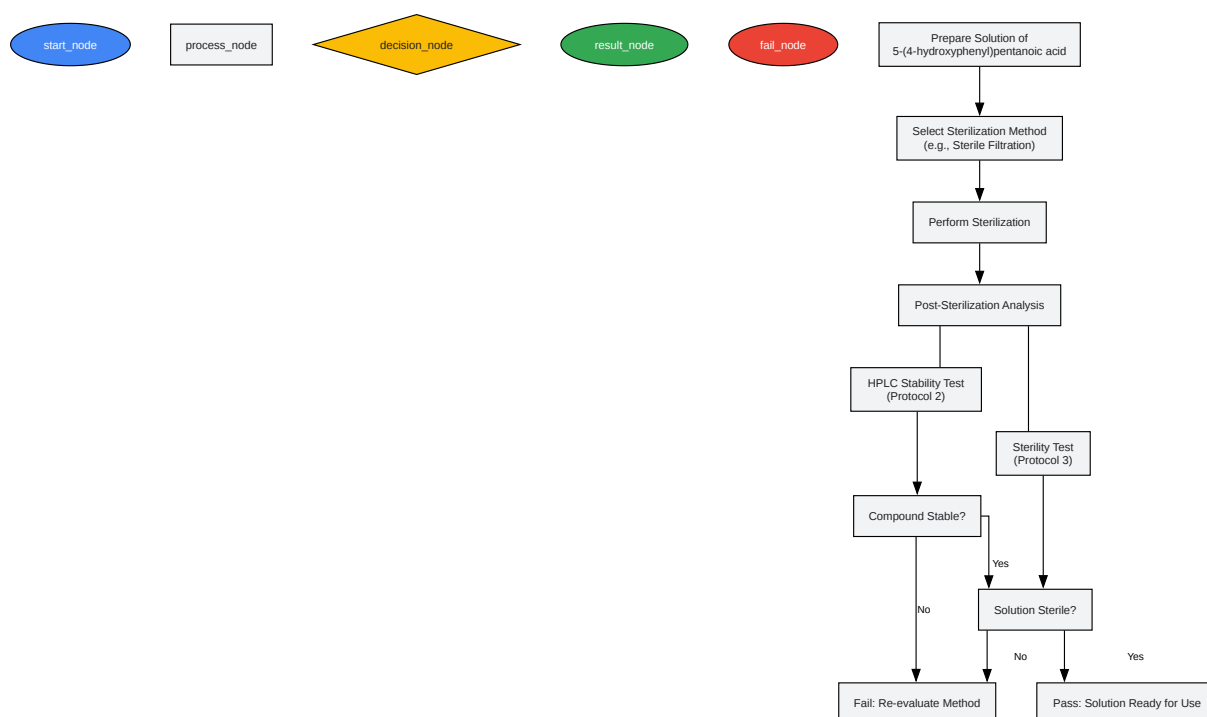 start_node
process_node
decision_node
result_node
fail_node
Prepare Solution of
5-(4-hydroxyphenyl)pentanoic acid
Select Sterilization Method
(e.g., Sterile Filtration)
Perform Sterilization
Post-Sterilization Analysis
HPLC Stability Test
(Protocol 2)
Sterility Test
(Protocol 3)
Compound Stable?
Yes
No
Solution Sterile?
No
Yes
Fail: Re-evaluate Method
Pass: Solution Ready for Use